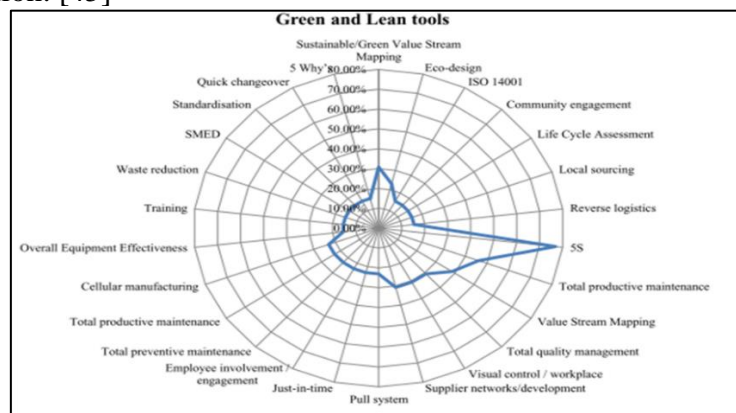 ion. [45]
Green and Lean tools
Sustainable/Green Value Stream
Mapping
Eco-design
ISO 14001
Community engagement
Life Cycle Assessment
Local sourcing
Reverse logistics
5S
Total productive maintenance
Value Stream Mapping
Total quality management
Visual control / workplace
Supplier networks/development
Pull system
Just-in-time
Employee involvement /
engagement
Total preventive maintenance
Total productive maintenance
Cellular manufacturing
Overall Equipment Effectiveness
Training
Waste reduction
SMED
Standardisation
Quick changeover
5 Why's
80.00%
70.00%
60.00%
50.00%
40.00%
30.00%
20.00%
10.00%
0.00%